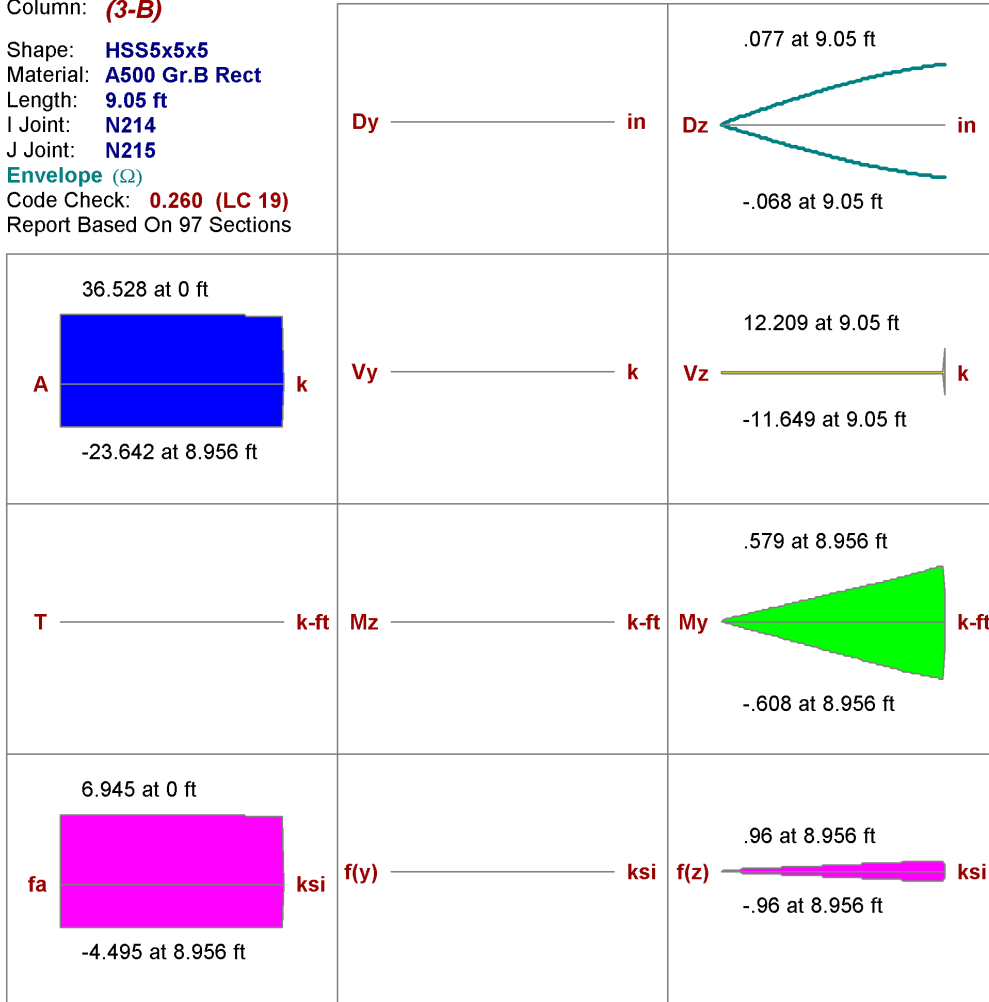 Column: (3-B)
Shape: HSS5x5x5
Material: A500 Gr.B Rect
Length: 9.05 ft
I Joint: N214
J Joint: N215
Envelope (Ω)
Code Check: 0.260 (LC 19)
Report Based On 97 Sections
Dy in
.077 at 9.05 ft
Dz in
-.068 at 9.05 ft
36.528 at 0 ft
A k
-23.642 at 8.956 ft
Vy k
12.209 at 9.05 ft
Vz k
-11.649 at 9.05 ft
T k-ft
Mz k-ft
.579 at 8.956 ft
My k-ft
-.608 at 8.956 ft
6.945 at 0 ft
fa ksi
-4.495 at 8.956 ft
f(y) ksi
.96 at 8.956 ft
f(z) ksi
-.96 at 8.956 ft